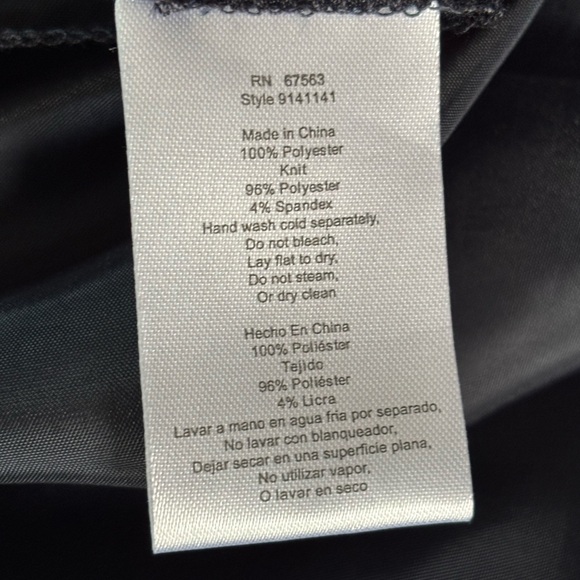 RN 67563
Style 9141141
Made in China
100% Polyester
Knit
96% Polyester
4% Spandex
Hand wash cold separately,
Do not bleach,
Lay flat to dry,
Do not steam,
Or dry clean
Hecho En China
100% Poliéster
Tejido
96% Poliéster
4% Licra
Lavar a mano en agua fria por separado,
No lavar con blanqueador,
Dejar secar en una superficie plana,
No utilizar vapor,
O lavar en seco